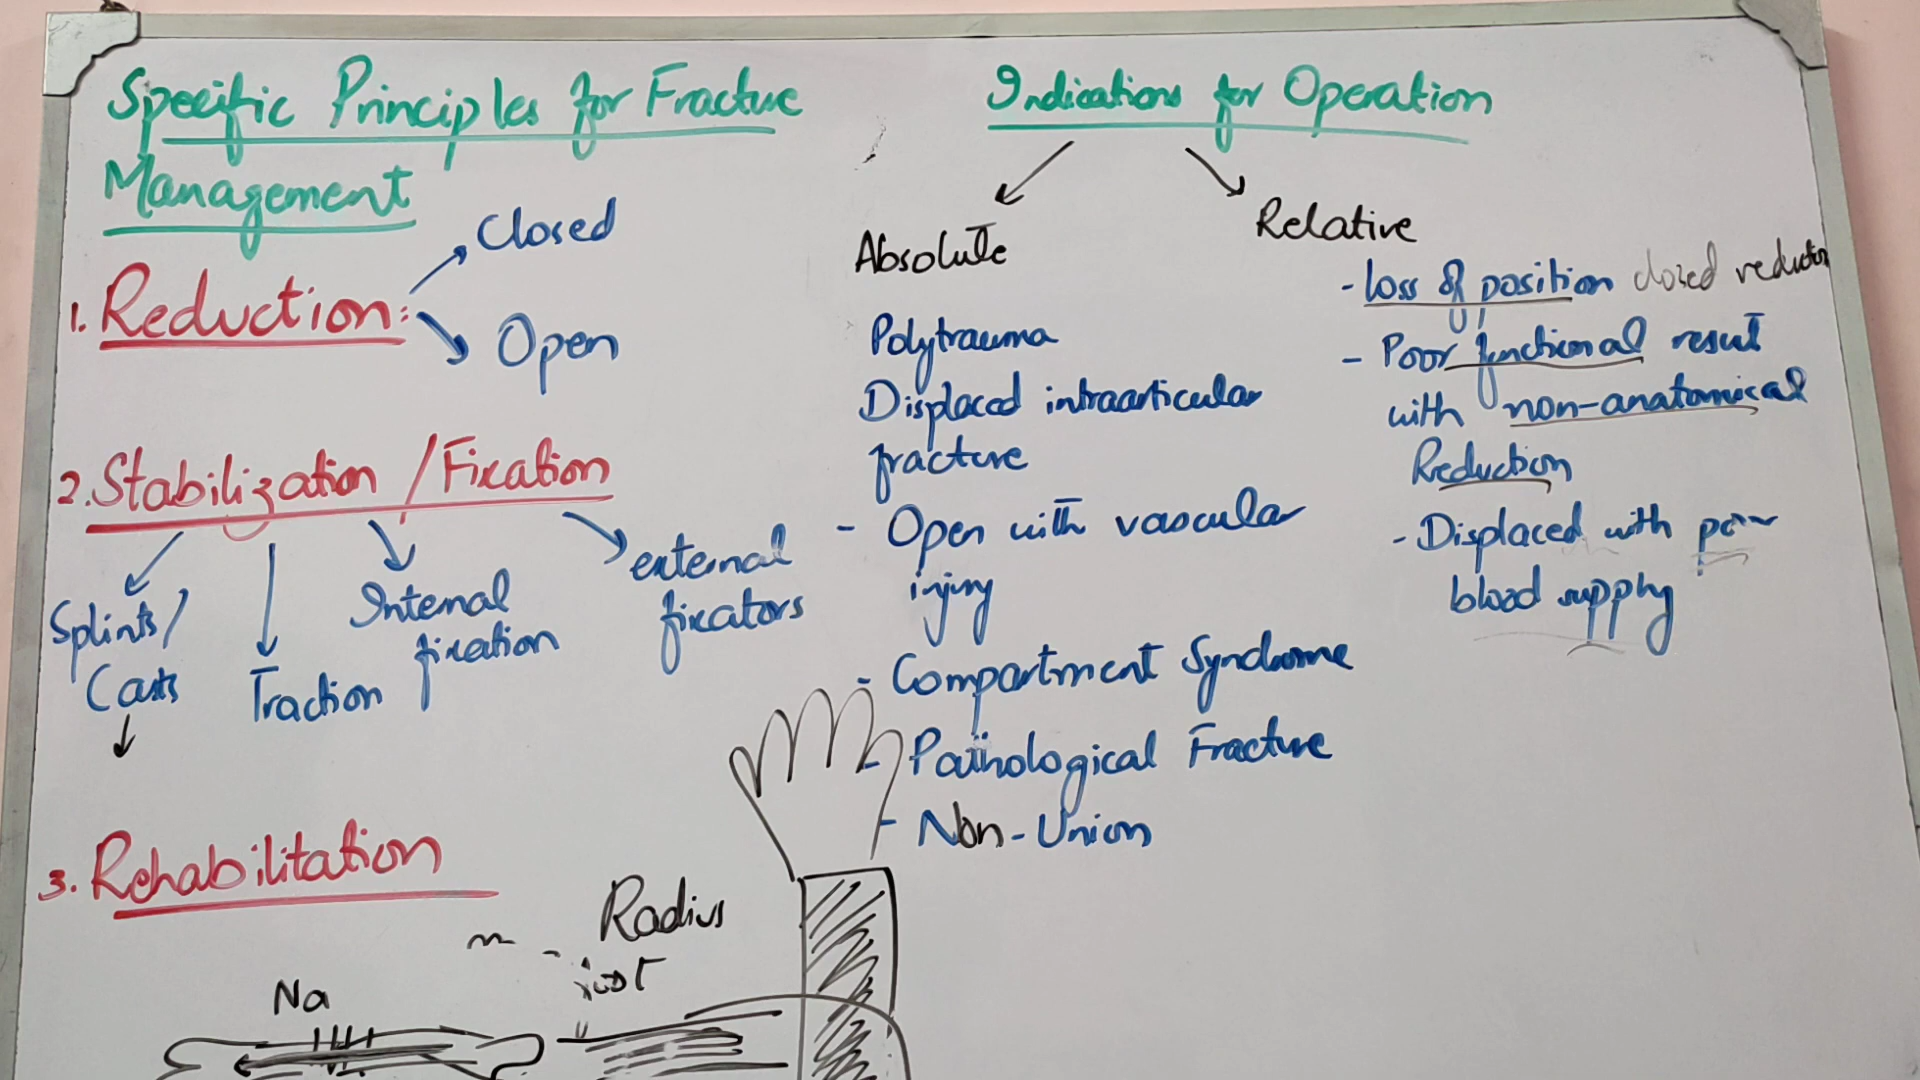 Specific Principles for Fracture
Management
1. Reduction:
Closed
Open
2. Stabilization / Fixation
Splints/
Casts
Traction
Internal
fixation
external
fixators
3. Rehabilitation
Radius
Na
Indications for Operation
Absolute
Polytrauma
Displaced intraarticular
fracture
- Open with vascular
injury
- Compartment Syndrome
- Pathological Fracture
- Non-Union
Relative
- loss of position closed reduction
- Poor functional result
with non-anatomical
Reduction
- Displaced with poor
blood supply